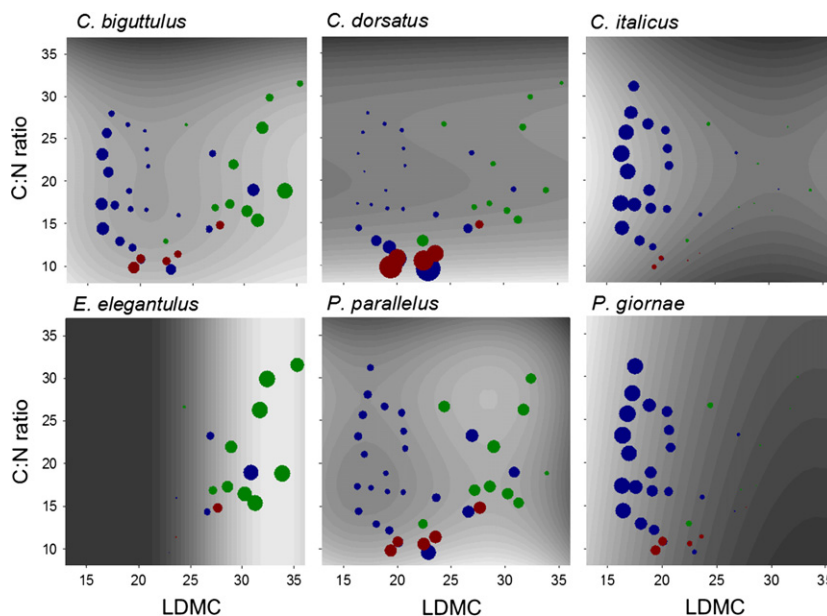 C. biguttulus C. dorsatus C. italicus
35
30
25
20
15
10
C:N ratio
E. elegantulus P. parallelus P. giornae
35
30
25
20
15
10
C:N ratio
15 20 25 30 35 15 20 25 30 35 15 20 25 30 35
LDMC LDMC LDMC